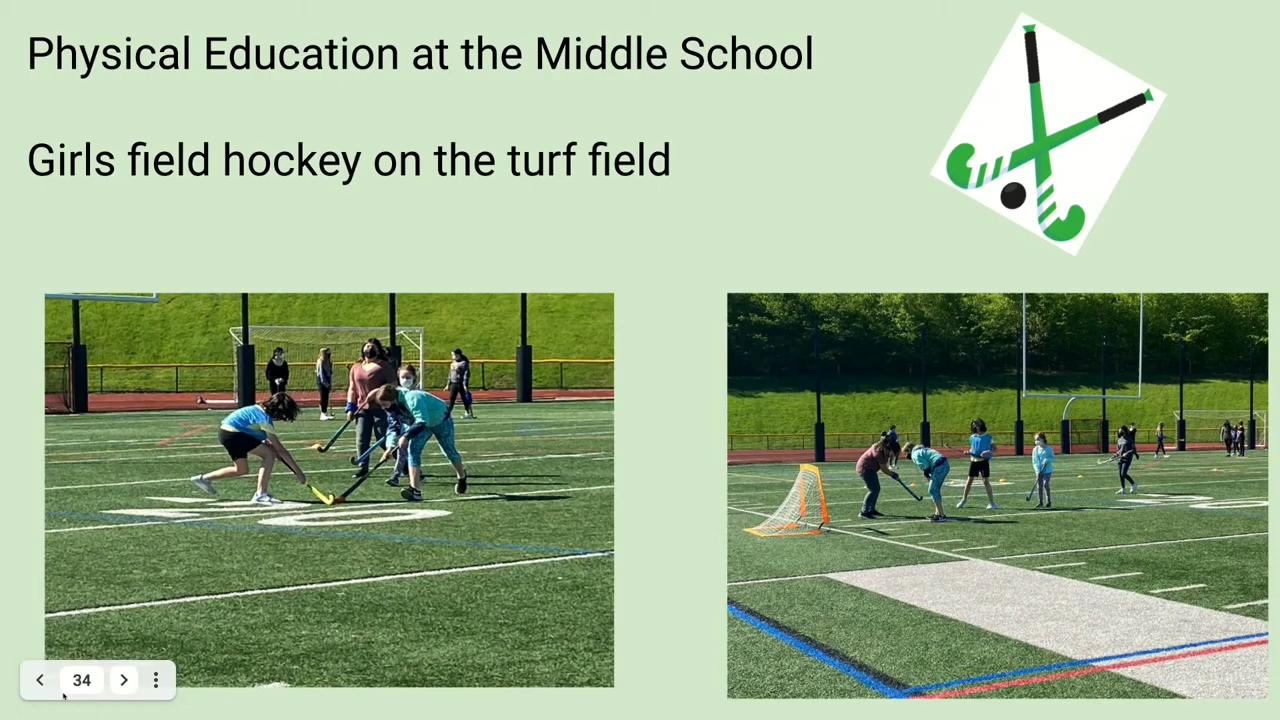 Physical Education at the Middle School
Girls field hockey on the turf field
34